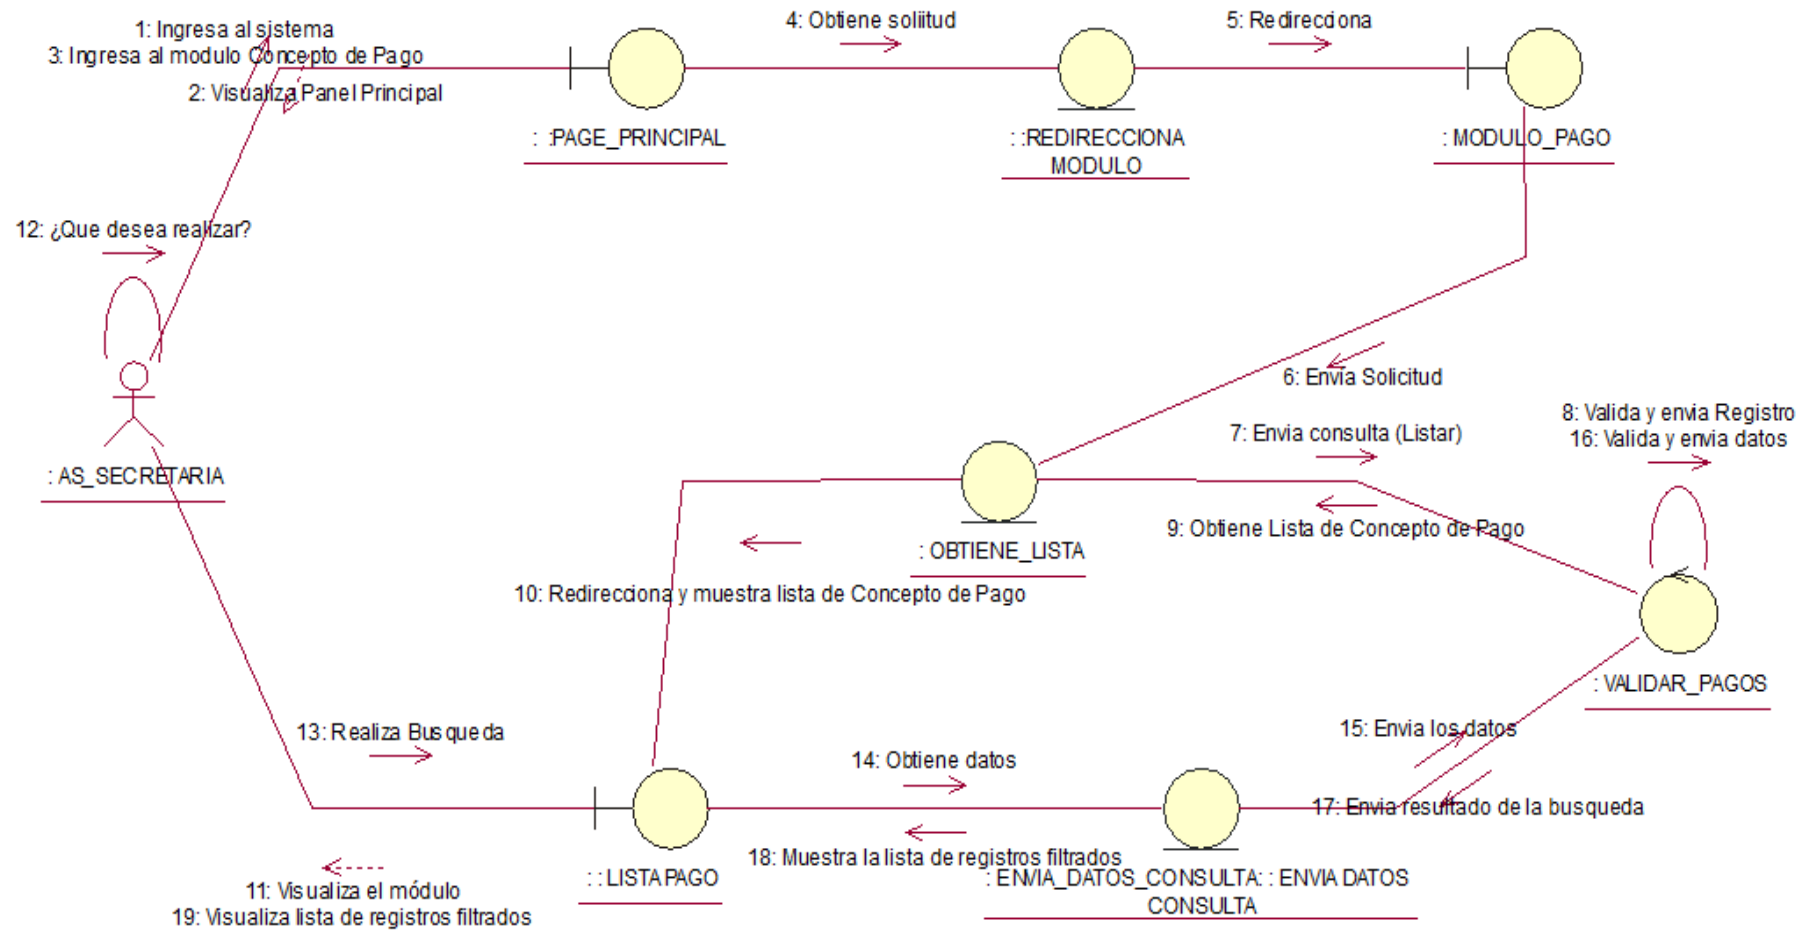 1: Ingresa al sistema
3: Ingresa al modulo Concepto de Pago
2: Visualiza Panel Principal
4: Obtiene soliitud
5: Redirecciona
: :PAGE_PRINCIPAL
: :REDIRECCIONA
MODULO
: MODULO_PAGO
12: ¿Que desea realizar?
6: Envia Solicitud
8: Valida y envia Registro
16: Valida y envia datos
7: Envia consulta (Listar)
: AS_SECRETARIA
9: Obtiene Lista de Concepto de Pago
: OBTIENE_LISTA
10: Redirecciona y muestra lista de Concepto de Pago
: VALIDAR_PAGOS
13: Realiza Busqueda
15: Envia los datos
14: Obtiene datos
17: Envia resultado de la busqueda
18: Muestra la lista de registros filtrados
: : LISTA PAGO
: ENVIA_DATOS_CONSULTA: : ENVIA DATOS
CONSULTA
11: Visualiza el módulo
19: Visualiza lista de registros filtrados